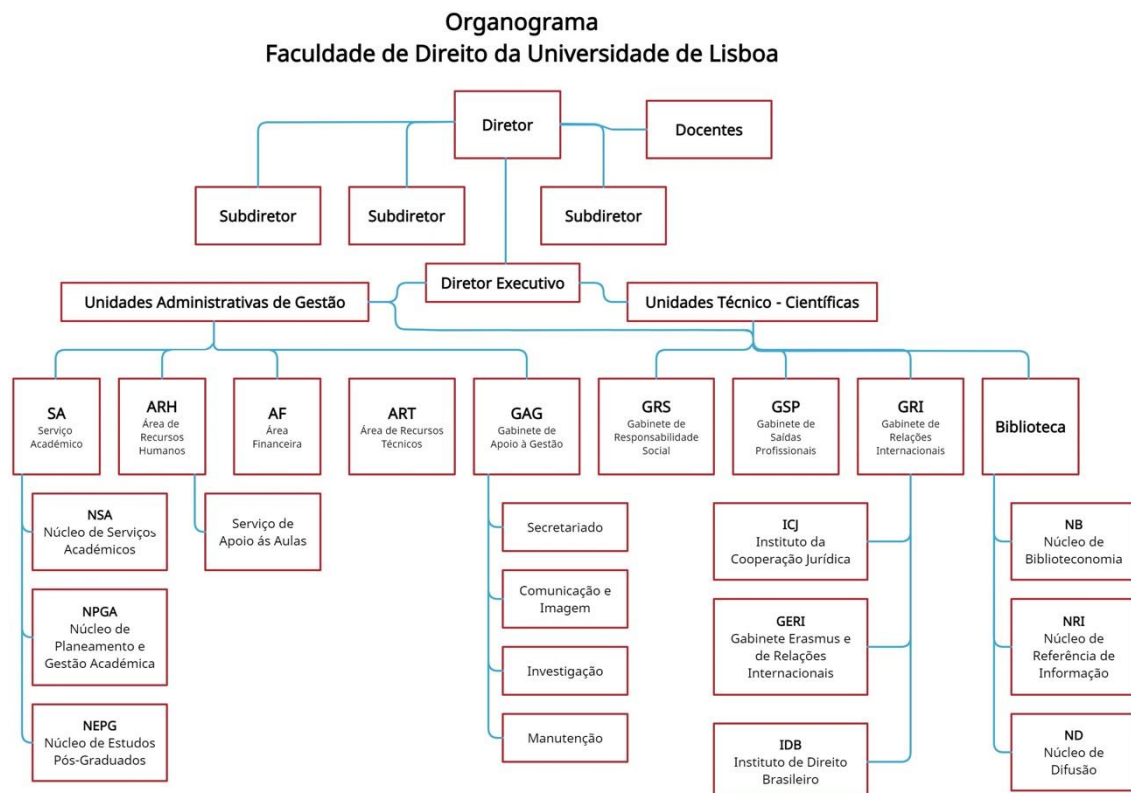 Organograma
Faculdade de Direito da Universidade de Lisboa
Diretor
Docentes
Subdiretor
Subdiretor
Subdiretor
Diretor Executivo
Unidades Administrativas de Gestão
Unidades Técnico - Científicas
SA
Serviço
Académico
ARH
Área de
Recursos
Humanos
AF
Área
Financeira
ART
Área de Recursos
Técnicos
GAG
Gabinete de
Apoio à Gestão
GRS
Gabinete de
Responsabilidade
Social
GSP
Gabinete de
Saídas
Profissionais
GRI
Gabinete de
Relações
Internacionais
Biblioteca
NSA
Núcleo de Serviços
Académicos
NPGA
Núcleo de
Planeamento e
Gestão Académica
NEPG
Núcleo de Estudos
Pós-Graduados
Serviço de
Apoio ás Aulas
Secretariado
Comunicação e
Imagem
Investigação
Manutenção
ICJ
Instituto da
Cooperação Jurídica
GERI
Gabinete Erasmus e
de Relações
Internacionais
IDB
Instituto de Direito
Brasileiro
NB
Núcleo de
Biblioteconomia
NRI
Núcleo de
Referência de
Informação
ND
Núcleo de
Difusão